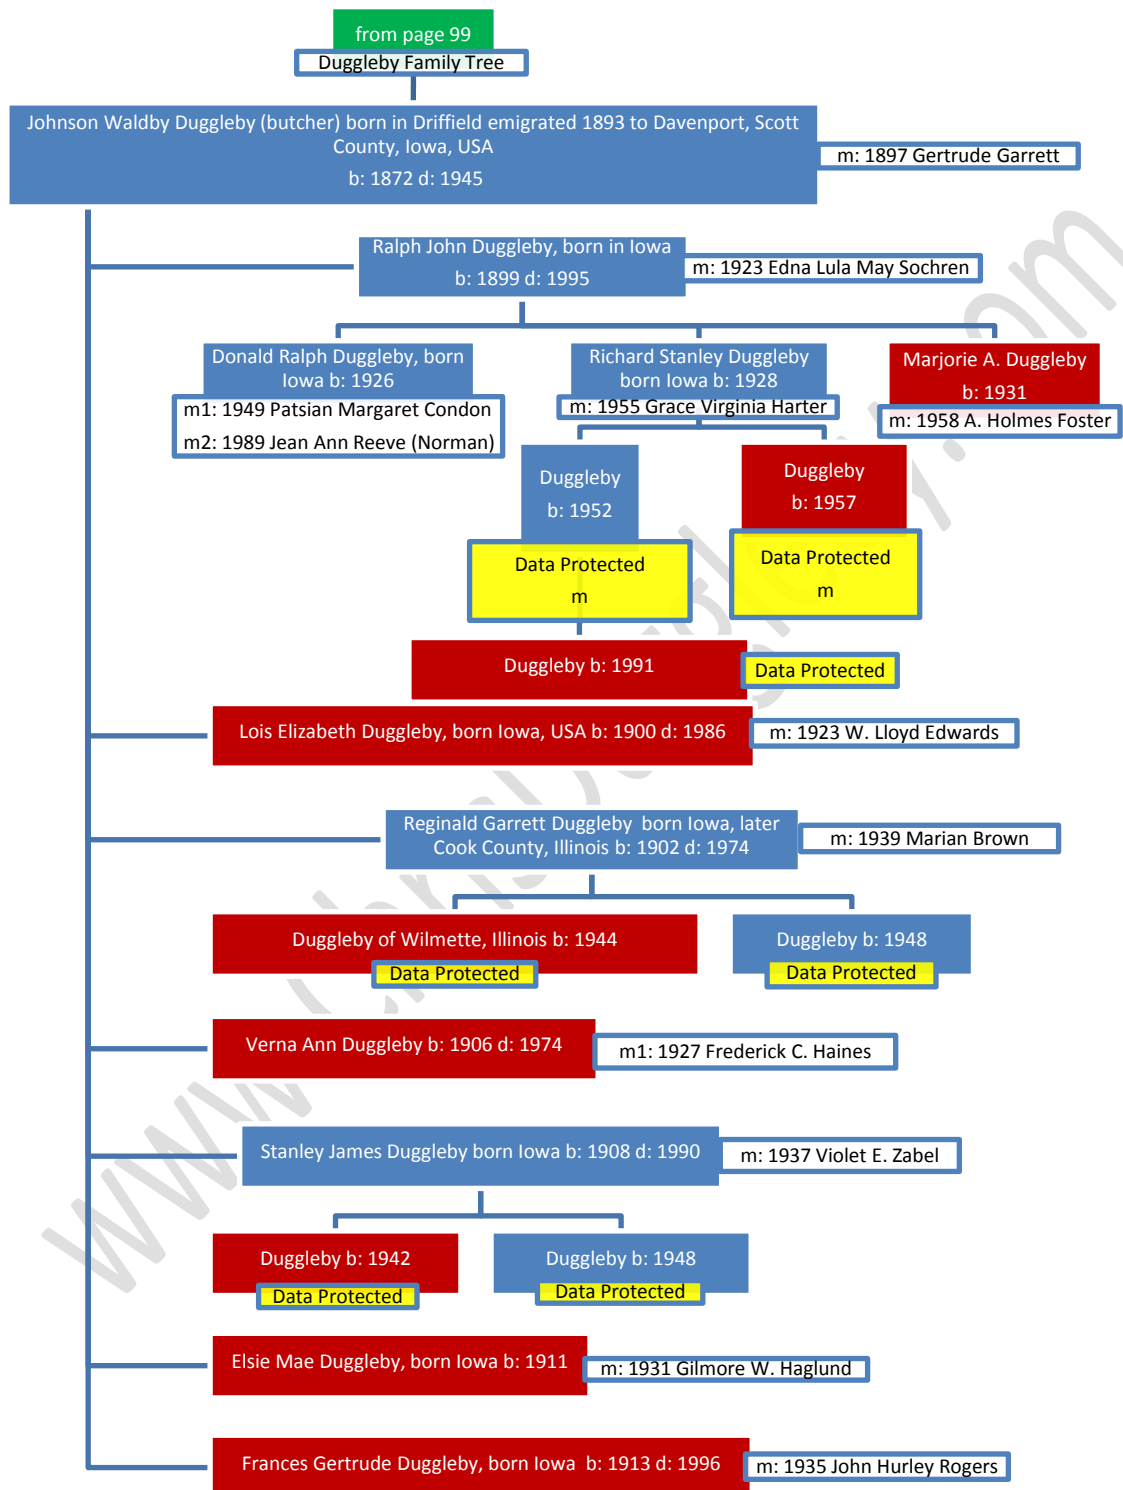 from page 99
Duggleby Family Tree
Johnson Waldby Duggleby (butcher) born in Driffield emigrated 1893 to Davenport, Scott
County, Iowa, USA
b: 1872 d: 1945
m: 1897 Gertrude Garrett
Ralph John Duggleby, born in Iowa
b: 1899 d: 1995
m: 1923 Edna Lula May Sochren
Donald Ralph Duggleby, born
Iowa b: 1926
m1: 1949 Patsian Margaret Condon
m2: 1989 Jean Ann Reeve (Norman)
Richard Stanley Duggleby
born Iowa b: 1928
m: 1955 Grace Virginia Harter
Marjorie A. Duggleby
b: 1931
m: 1958 A. Holmes Foster
Duggleby
b: 1952
Data Protected
m
Duggleby
b: 1957
Data Protected
m
Duggleby b: 1991
Data Protected
Lois Elizabeth Duggleby, born Iowa, USA b: 1900 d: 1986
m: 1923 W. Lloyd Edwards
Reginald Garrett Duggleby born Iowa, later
Cook County, Illinois b: 1902 d: 1974
m: 1939 Marian Brown
Duggleby of Wilmette, Illinois b: 1944
Data Protected
Duggleby b: 1948
Data Protected
Verna Ann Duggleby b: 1906 d: 1974
m1: 1927 Frederick C. Haines
Stanley James Duggleby born Iowa b: 1908 d: 1990
m: 1937 Violet E. Zabel
Duggleby b: 1942
Data Protected
Duggleby b: 1948
Data Protected
Elsie Mae Duggleby, born Iowa b: 1911
m: 1931 Gilmore W. Haglund
Frances Gertrude Duggleby, born Iowa b: 1913 d: 1996
m: 1935 John Hurley Rogers